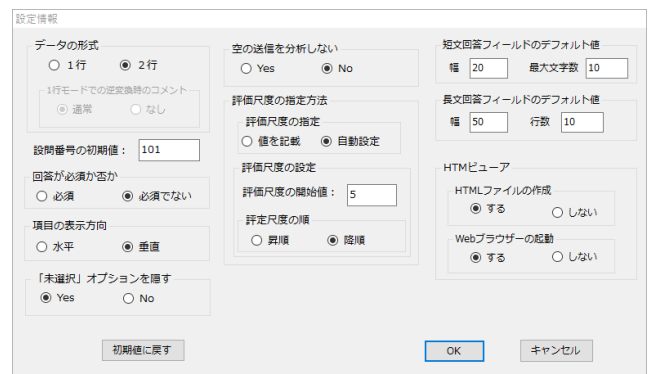 設定情報
データの形式
1行
2行
1行モードでの逆変換時のコメント
通常
なし
設問番号の初期値：
101
回答が必須か否か
必須
必須でない
項目の表示方向
水平
垂直
「未選択」オプションを隠す
Yes
No
空の送信を分析しない
Yes
No
評価尺度の指定方法
評価尺度の指定
値を記載
自動設定
評価尺度の設定
評価尺度の開始値：
5
評定尺度の順
昇順
降順
短文回答フィールドのデフォルト値
幅
20
最大文字数
10
長文回答フィールドのデフォルト値
幅
50
行数
10
HTMビューア
HTMLファイルの作成
する
しない
Webブラウザーの起動
する
しない
初期値に戻す
OK
キャンセル